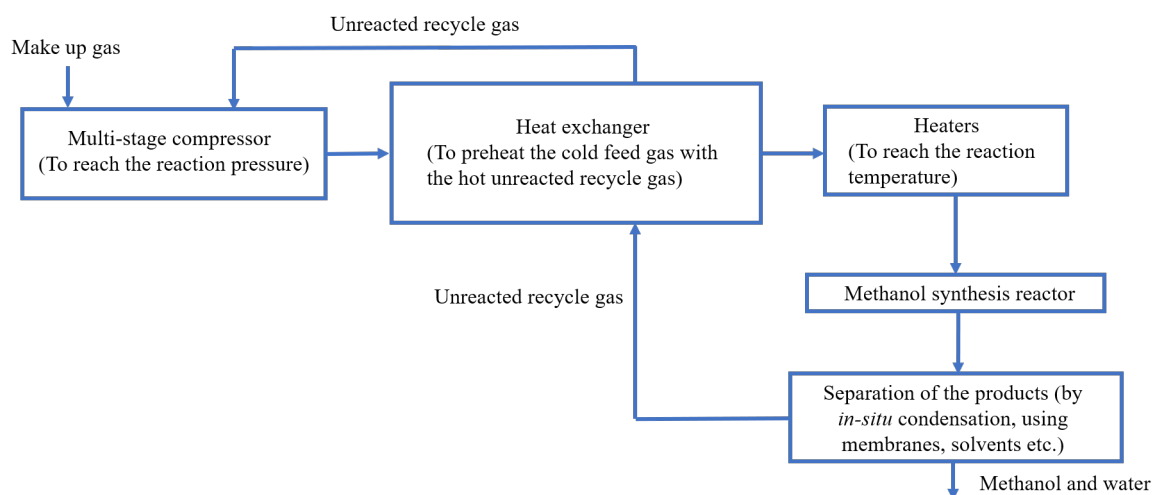 Unreacted recycle gas
Make up gas
Multi-stage compressor
(To reach the reaction pressure)
Heat exchanger
(To preheat the cold feed gas with
the hot unreacted recycle gas)
Heaters
(To reach the reaction
temperature)
Methanol synthesis reactor
Unreacted recycle gas
Separation of the products (by
in-situ condensation, using
membranes, solvents etc.)
Methanol and water